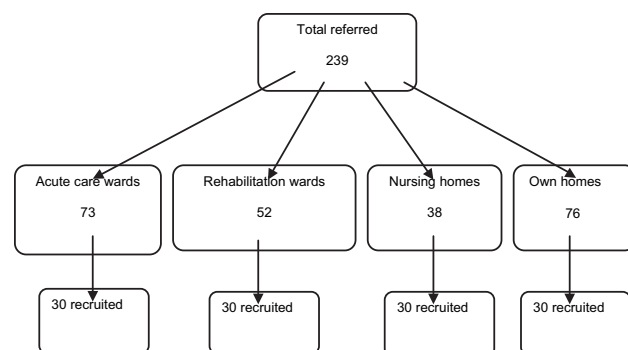 Total referred
239
Acute care wards
73
Rehabilitation wards
52
Nursing homes
38
Own homes
76
30 recruited
30 recruited
30 recruited
30 recruited